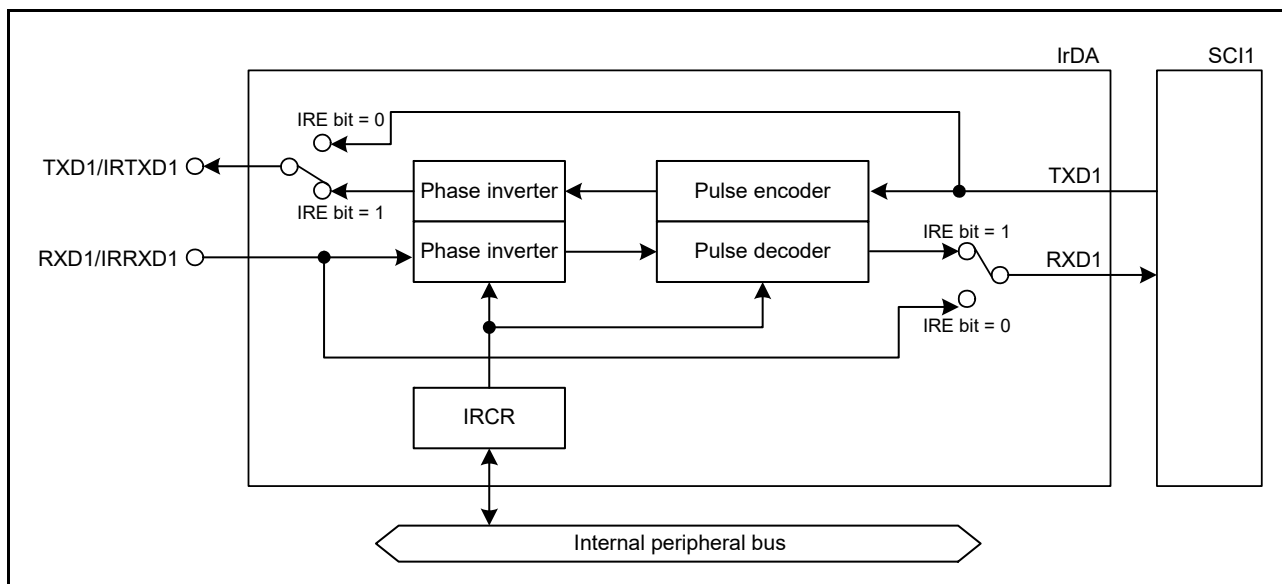 IrDA
SCI1
IRE bit = 0
TXD1/IRTXD1
Phase inverter
Pulse encoder
TXD1
IRE bit = 1
RXD1/IRRXD1
Phase inverter
Pulse decoder
IRE bit = 1
RXD1
IRE bit = 0
IRCR
Internal peripheral bus